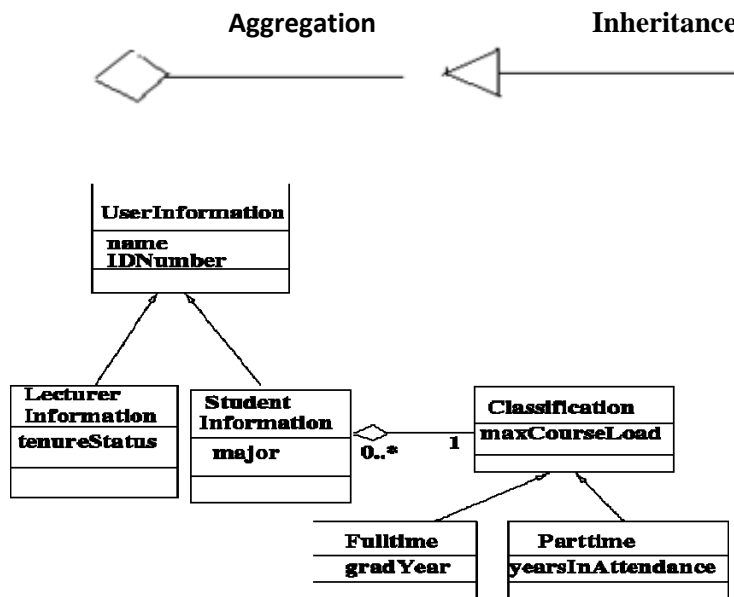 Aggregation
Inheritance
UserInformation
name
IDNumber
Lecturer
Information
tenureStatus
Student
Information
major
0..*
1
Classification
maxCourseLoad
Fulltime
gradYear
Parttime
yearsInAttendance